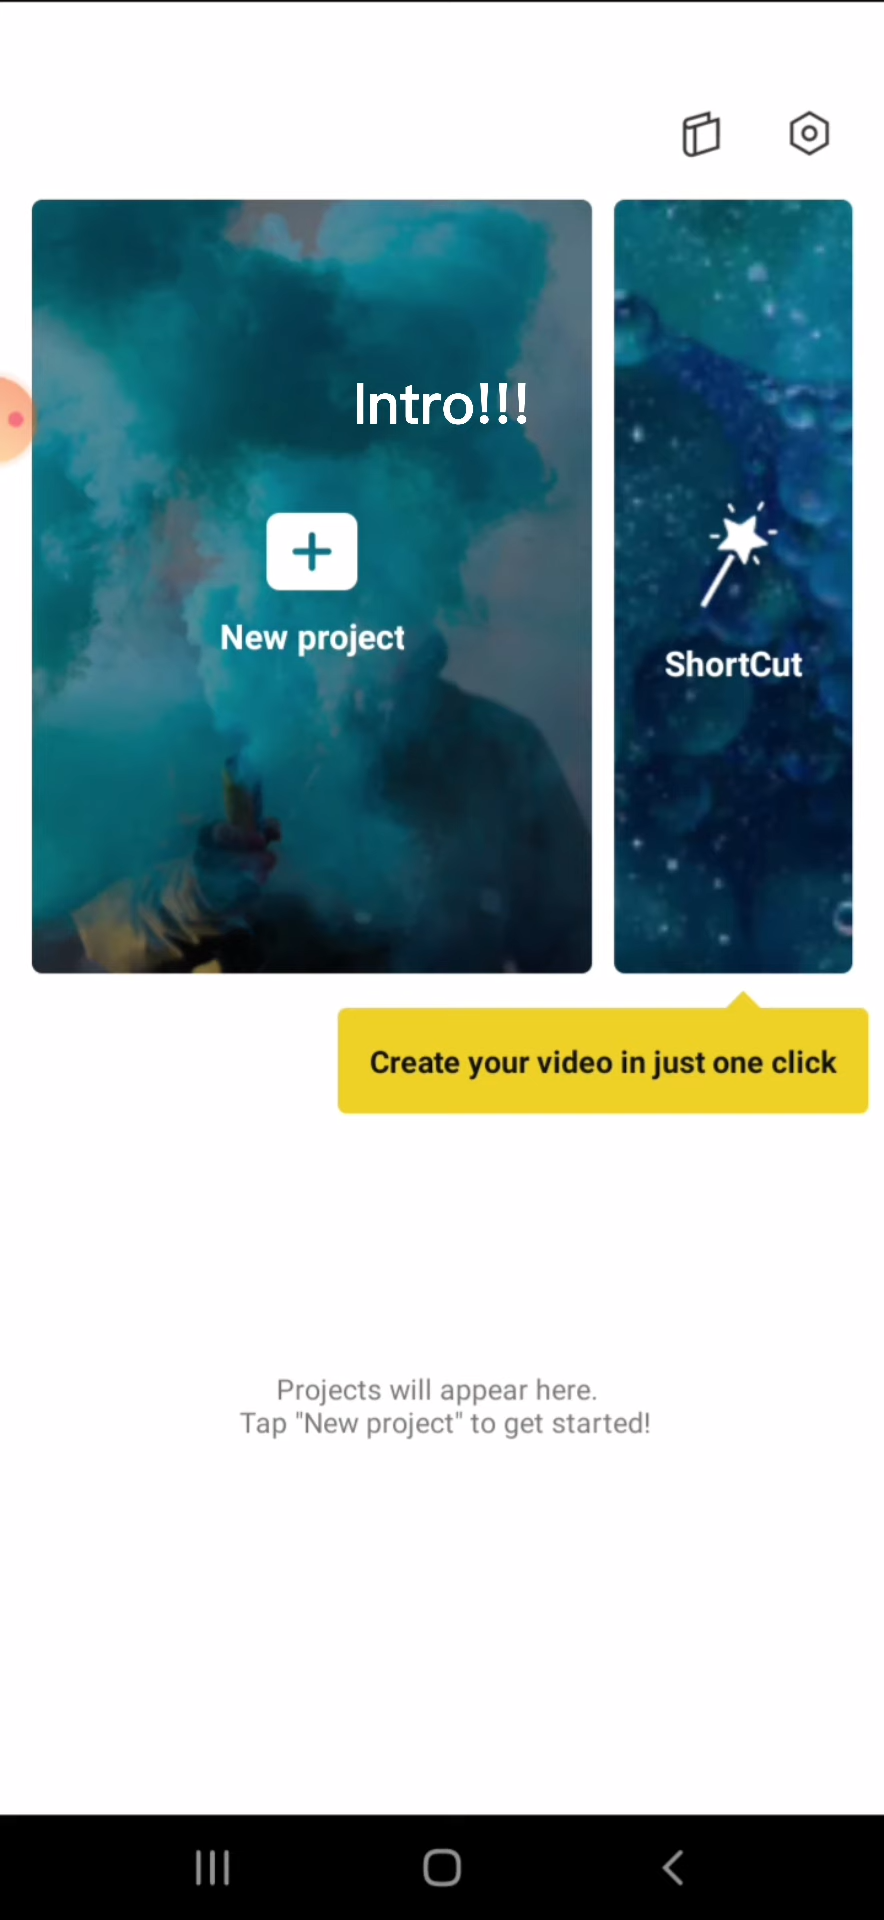 Intro!!!
New project
ShortCut
Create your video in just one click
Projects will appear here.
Tap "New project" to get started!